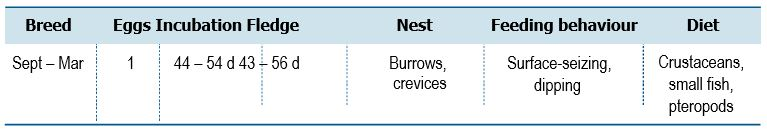 Breed Eggs Incubation Fledge Nest Feeding behaviour Diet
Sept – Mar 1 44 – 54 d 43 – 56 d Burrows, Surface-seizing, Crustaceans,
crevices dipping small fish,
pteropods